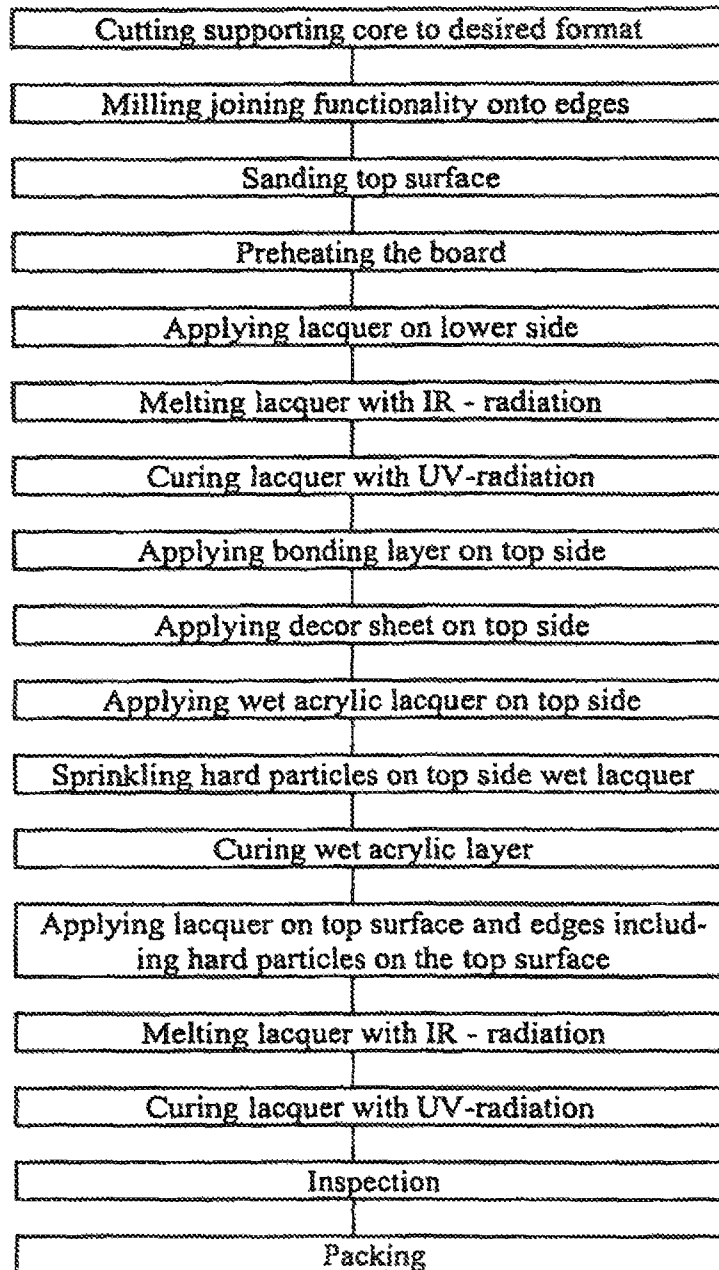 Cutting supporting core to desired format
Milling joining functionality onto edges
Sanding top surface
Preheating the board
Applying lacquer on lower side
Melting lacquer with IR - radiation
Curing lacquer with UV-radiation
Applying bonding layer on top side
Applying decor sheet on top side
Applying wet acrylic lacquer on top side
Sprinkling hard particles on top side wet lacquer
Curing wet acrylic layer
Applying lacquer on top surface and edges includ-
ing hard particles on the top surface
Melting lacquer with IR - radiation
Curing lacquer with UV-radiation
Inspection
Packing